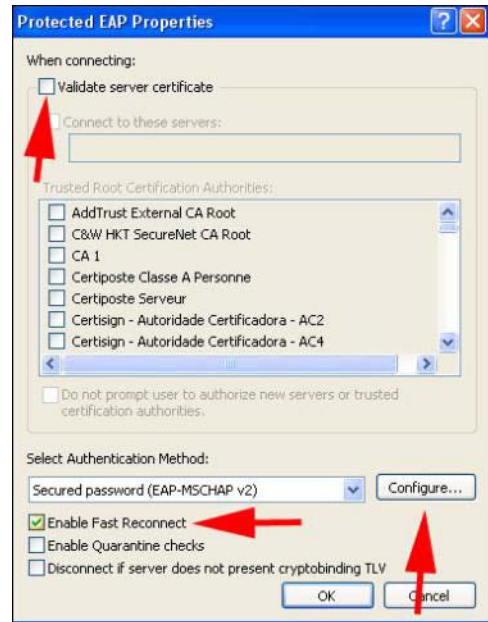 Protected EAP Properties
When connecting:
Validate server certificate
Connect to these servers:
Trusted Root Certification Authorities:
AddTrust External CA Root
C&W HKT SecureNet CA Root
CA 1
Certiposte Classe A Personne
Certiposte Serveur
Certisign - Autoridade Certificadora - AC2
Certisign - Autoridade Certificadora - AC4
Do not prompt user to authorize new servers or trusted
certification authorities.
Select Authentication Method:
Secured password (EAP-MSCHAP v2) Configure...
Enable Fast Reconnect
Enable Quarantine checks
Disconnect if server does not present cryptobinding TLV
OK Cancel